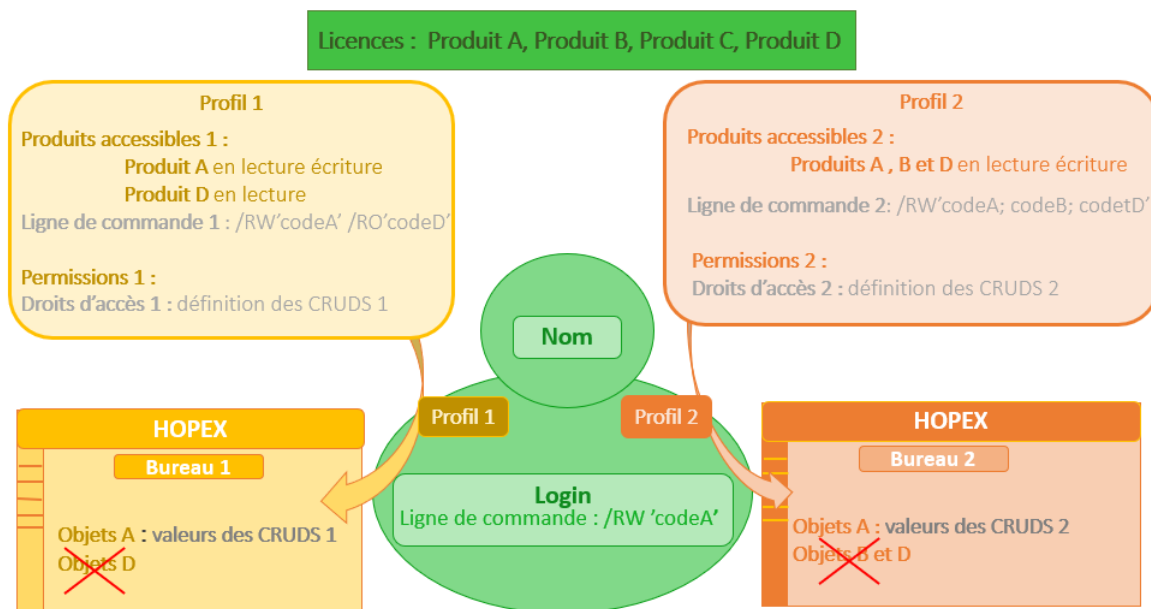 Licences : Produit A, Produit B, Produit C, Produit D
Profil 1
Produits accessibles 1 :
Produit A en lecture écriture
Produit D en lecture
Ligne de commande 1 : /RW'codeA' /RO'codeD'
Permissions 1 :
Droits d'accès 1 : définition des CRUDS 1
Profil 2
Produits accessibles 2 :
Produits A , B et D en lecture écriture
Ligne de commande 2: /RW'codeA; codeB; codetD'
Permissions 2 :
Droits d'accès 2 : définition des CRUDS 2
Nom
Profil 1
Profil 2
Login
Ligne de commande : /RW 'codeA'
HOPEX
Bureau 1
Objets A : valeurs des CRUDS 1
Objets D
HOPEX
Bureau 2
Objets A : valeurs des CRUDS 2
Objets B et D